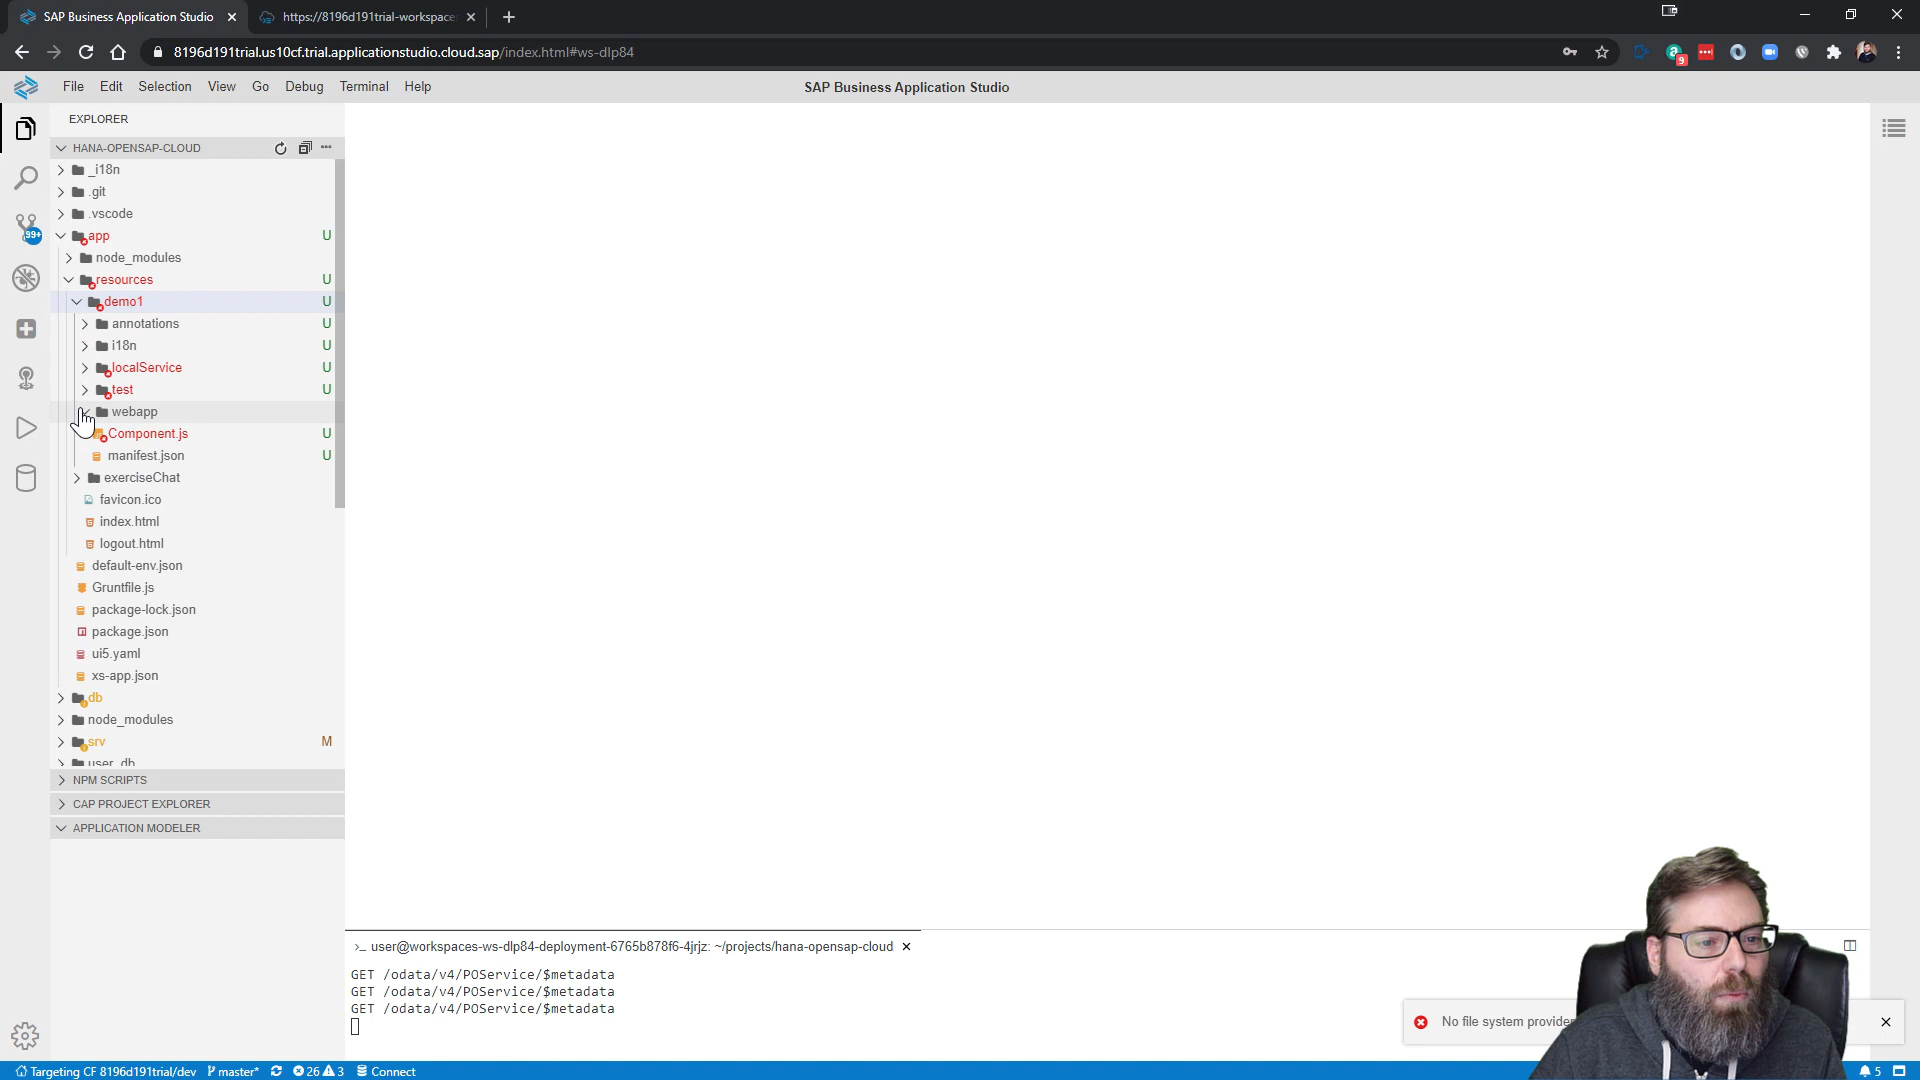 SAP Business Application Studio
https://8196d191trial-workspaces
8196d191trial.us10cf.trial.applicationstudio.cloud.sap/index.html#ws-dlp84
9
File Edit Selection View Go Debug Terminal Help
SAP Business Application Studio
EXPLORER
HANA-OPENSAP-CLOUD
_i18n
.git
.vscode
99+
app U
node_modules
resources U
demo1 U
annotations U
i18n U
localService U
test U
webapp
Component.js U
manifest.json U
exerciseChat
favicon.ico
index.html
logout.html
default-env.json
Gruntfile.js
package-lock.json
package.json
ui5.yaml
xs-app.json
db
node_modules
srv M
user_db
NPM SCRIPTS
CAP PROJECT EXPLORER
APPLICATION MODELER
user@workspaces-ws-dlp84-deployment-6765b878f6-4jrjz: ~/projects/hana-opensap-cloud
GET /odata/v4/POService/$metadata
GET /odata/v4/POService/$metadata
GET /odata/v4/POService/$metadata
No file system provider
Targeting CF 8196d191trial/dev master* 26 3 Connect 5